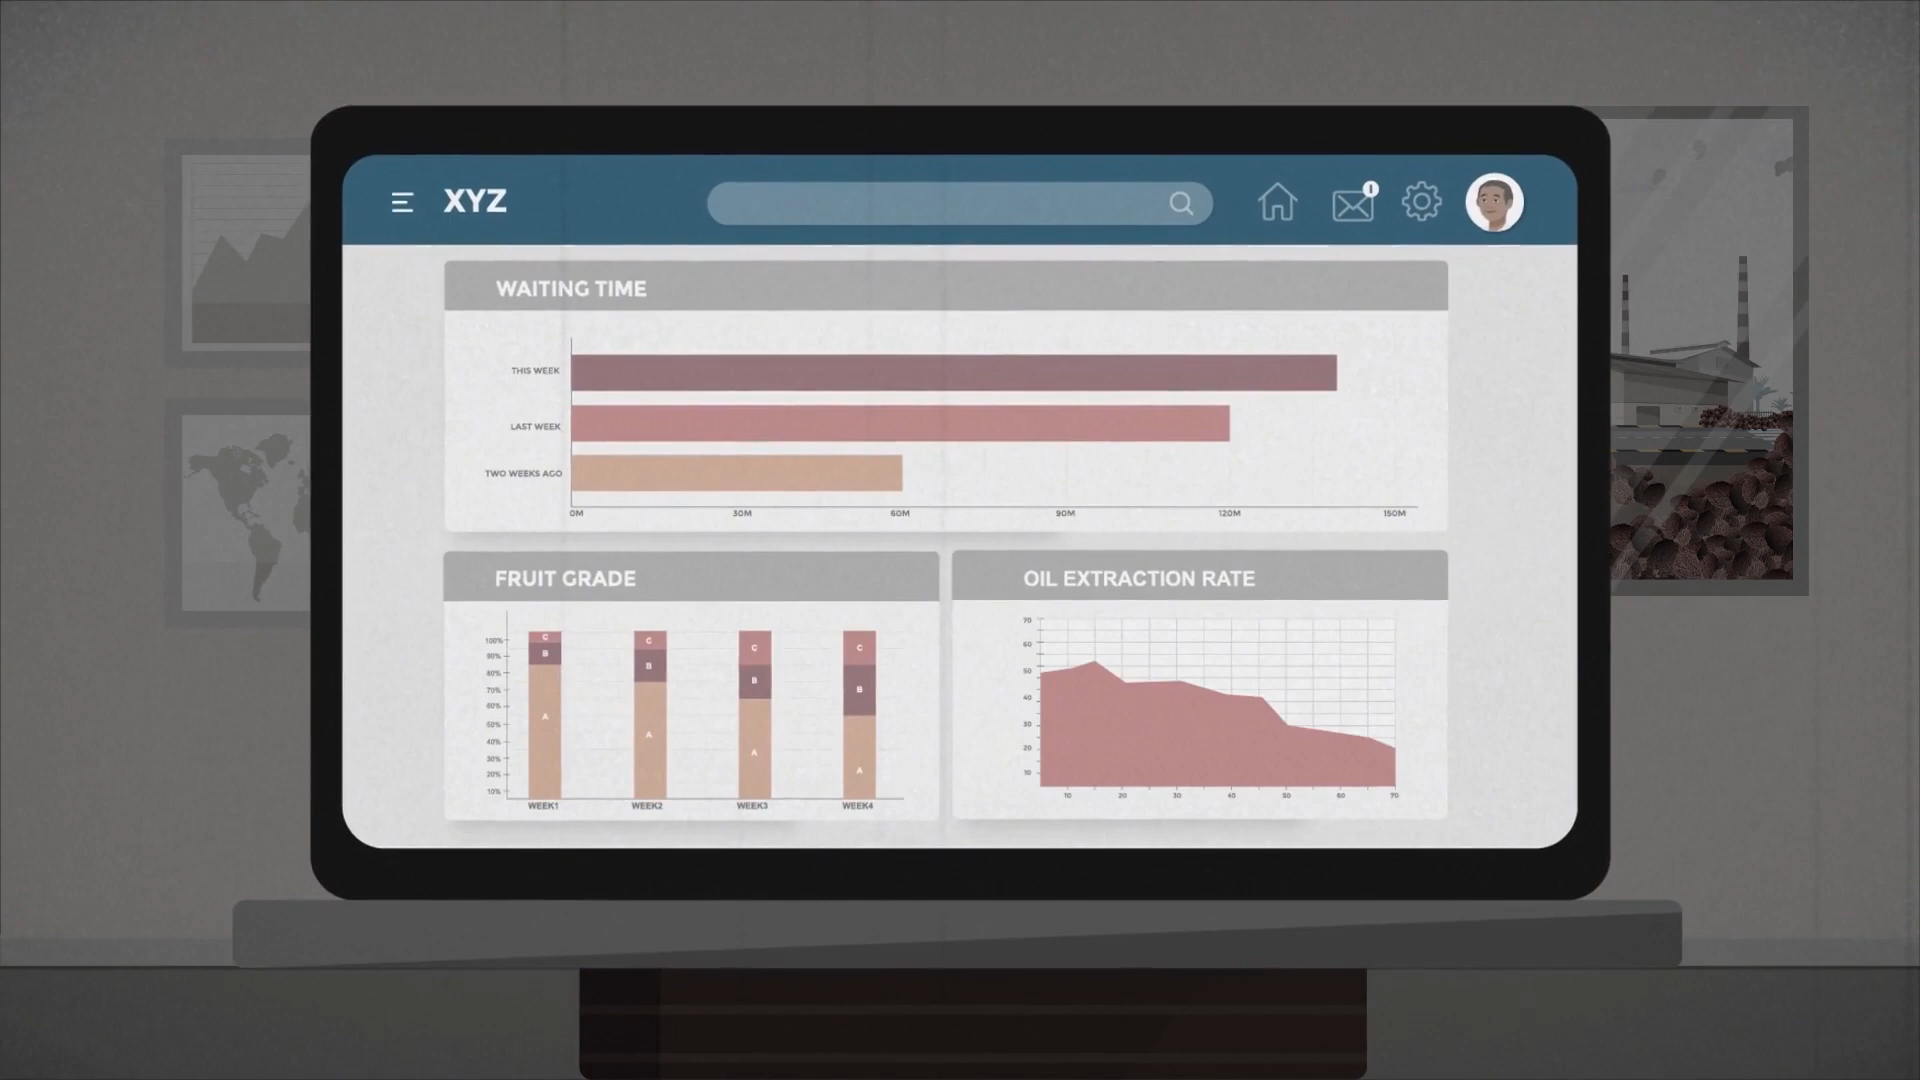 XYZ
1
WAITING TIME
THIS WEEK
LAST WEEK
TWO WEEKS AGO
0M 30M 60M 90M 120M 150M
FRUIT GRADE
100%
90%
80%
70%
60%
50%
40%
30%
20%
10%
C C C C
B B B B
A A A A
WEEK1 WEEK2 WEEK3 WEEK4
OIL EXTRACTION RATE
70
60
50
40
30
20
10
10 20 30 40 50 60 70